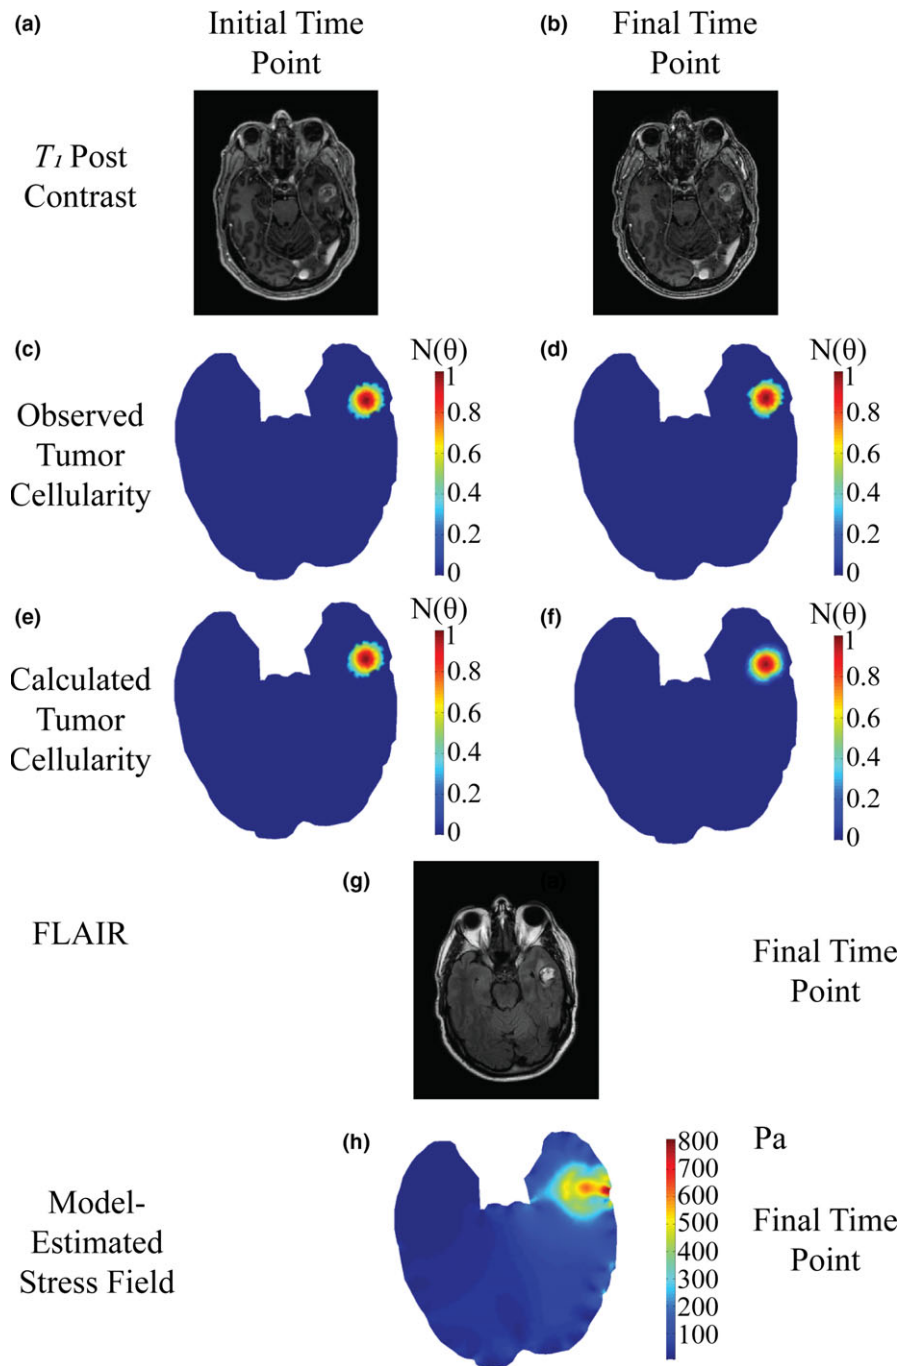 (a)
Initial Time
Point
(b)
Final Time
Point
T1 Post
Contrast
(c)
N(θ)
1
0.8
0.6
0.4
0.2
0
(d)
N(θ)
1
0.8
0.6
0.4
0.2
0
Observed
Tumor
Cellularity
(e)
N(θ)
1
0.8
0.6
0.4
0.2
0
(f)
N(θ)
1
0.8
0.6
0.4
0.2
0
Calculated
Tumor
Cellularity
(g)
FLAIR
Final Time
Point
(h)
800
700
600
500
400
300
200
100
Pa
Model-
Estimated
Stress Field
Final Time
Point